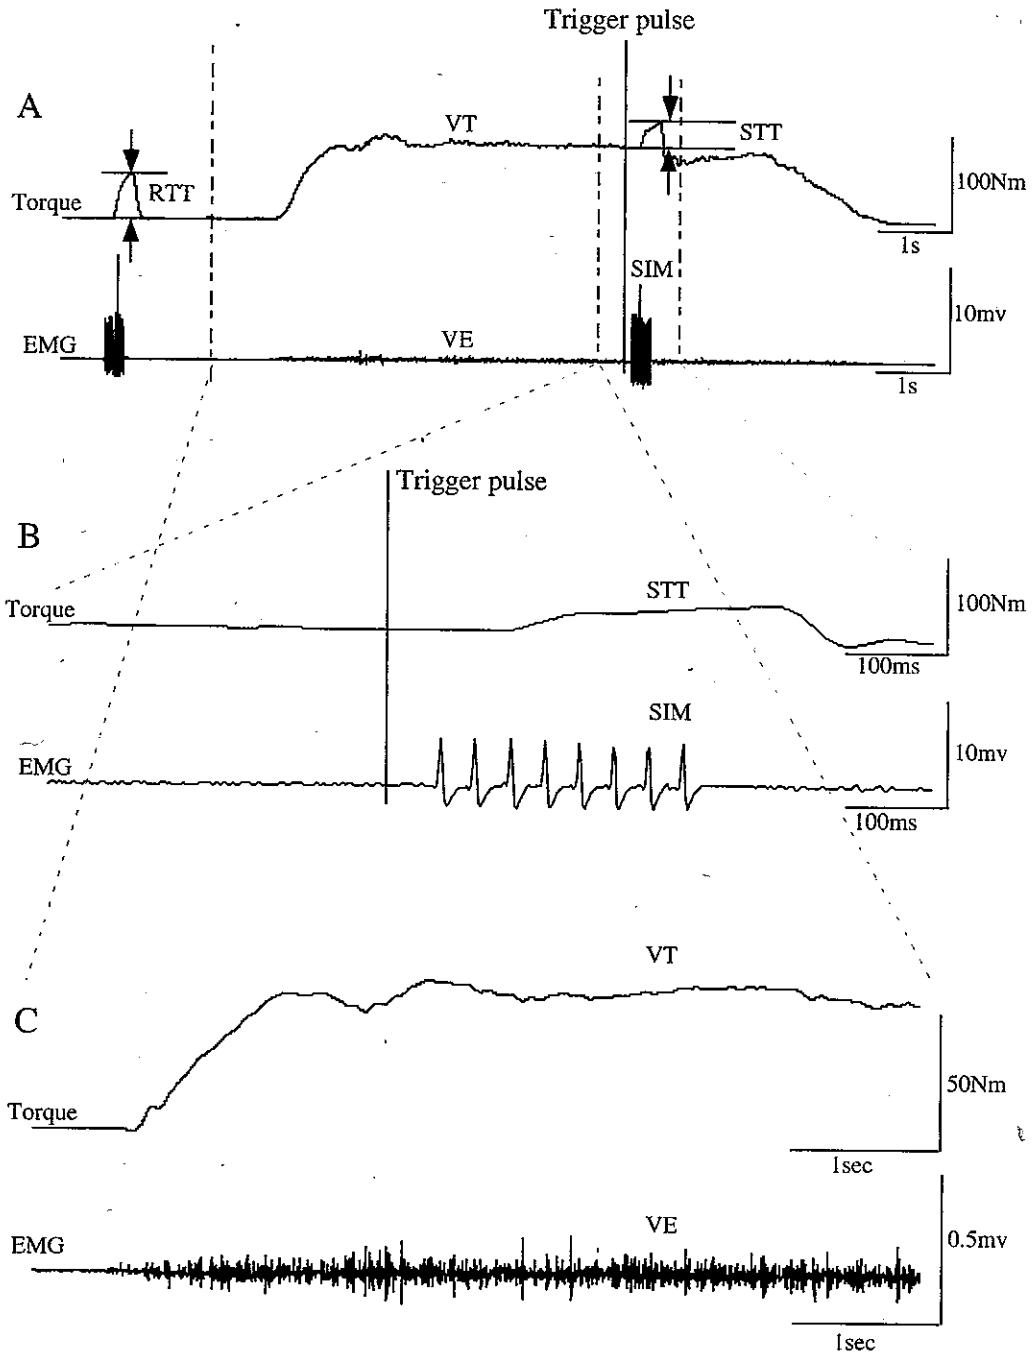 Trigger pulse
A
VT
STT
RTT
100Nm
Torque
1s
SIM
10mv
EMG
VE
1s
Trigger pulse
B
STT
Torque
100Nm
100ms
SIM
EMG
10mv
100ms
VT
C
50Nm
Torque
1sec
VE
EMG
0.5mv
1sec